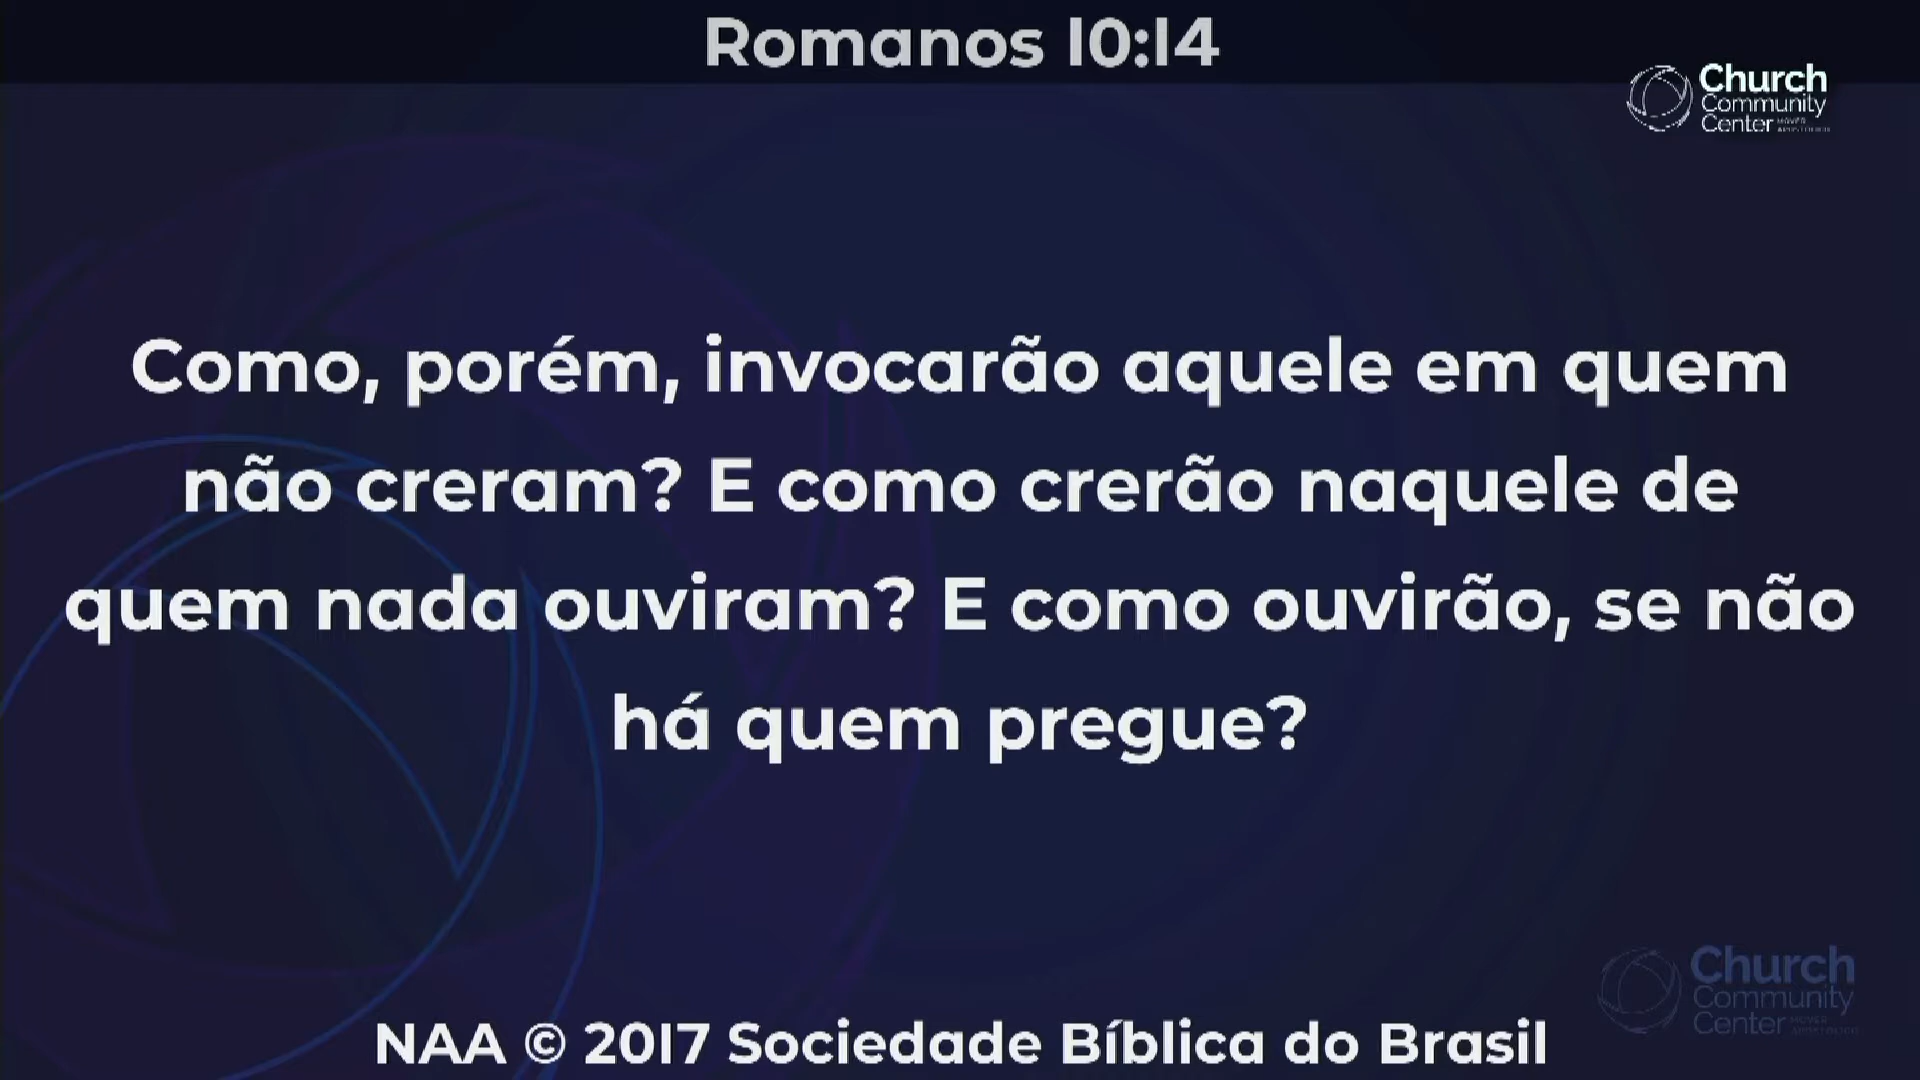 Romanos 10:14
Church
Community
Center
Como, porém, invocarão aquele em quem
não creram? E como crerão naquele de
quem nada ouviram? E como ouvirão, se não
há quem pregue?
Church
Community
Center
NAA © 2017 Sociedade Bíblica do Brasil